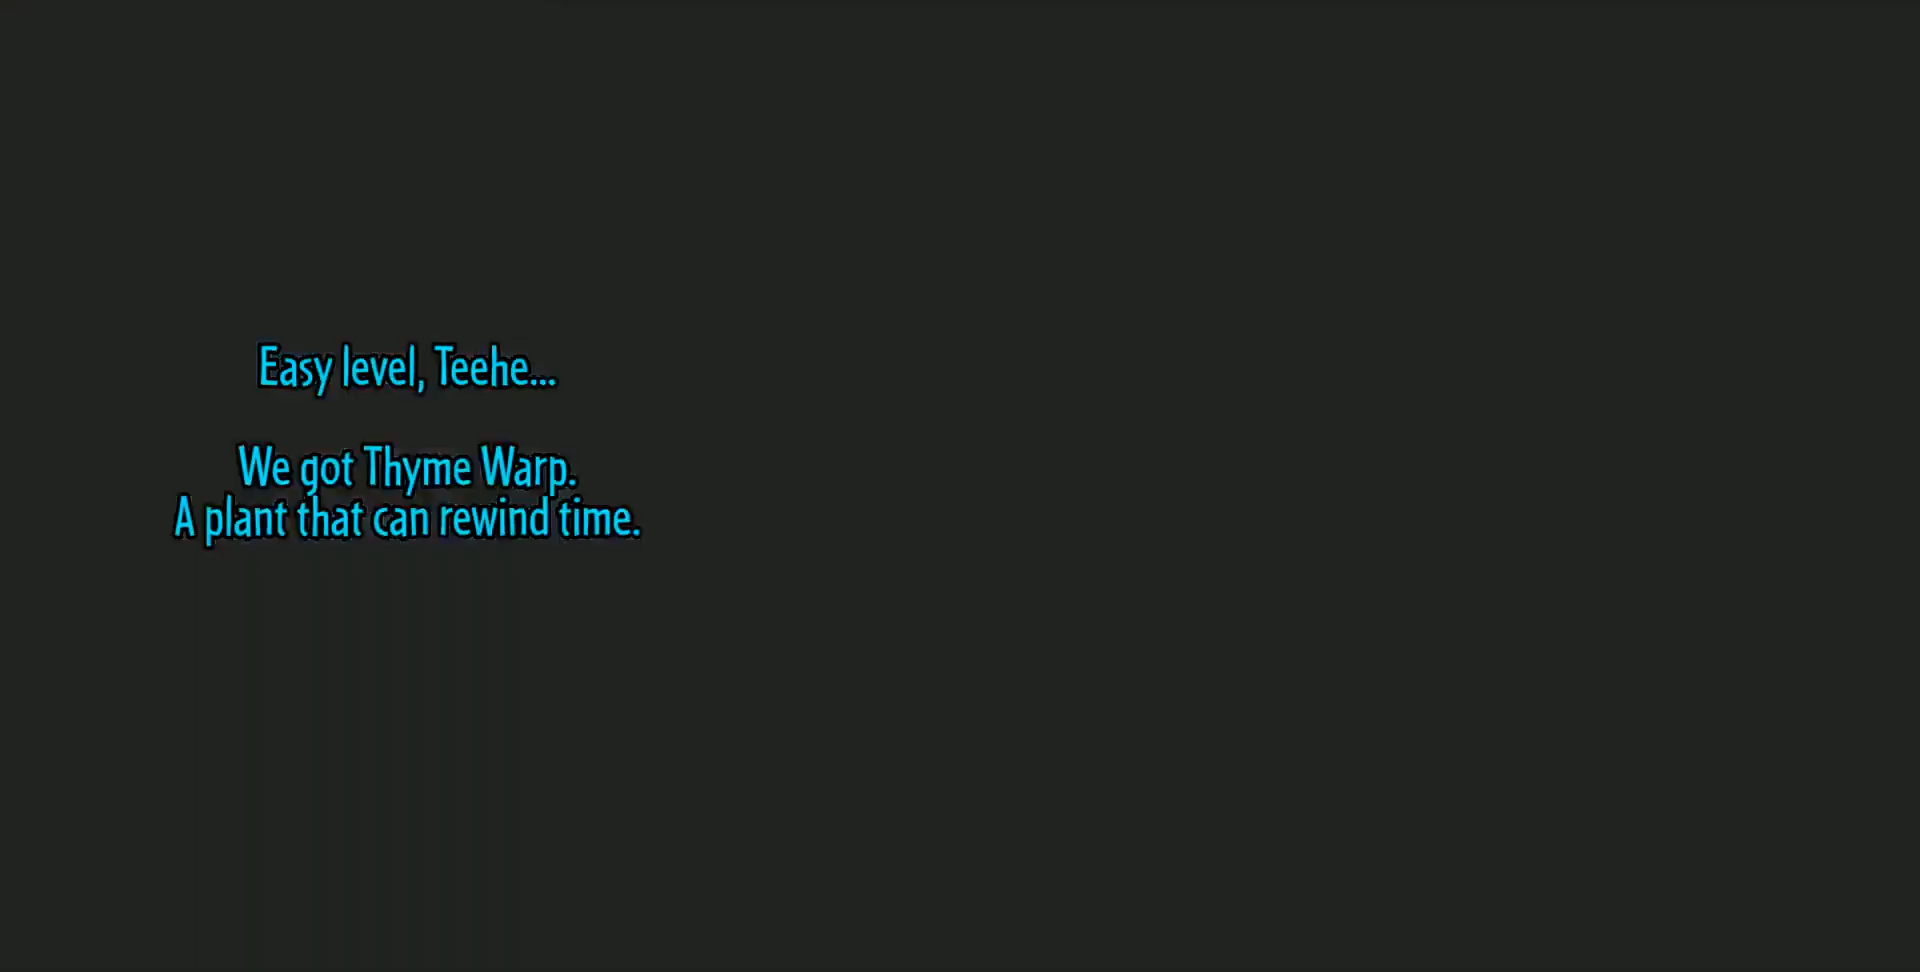 Easy level, Teehe...
We got Thyme Warp.
A plant that can rewind time.